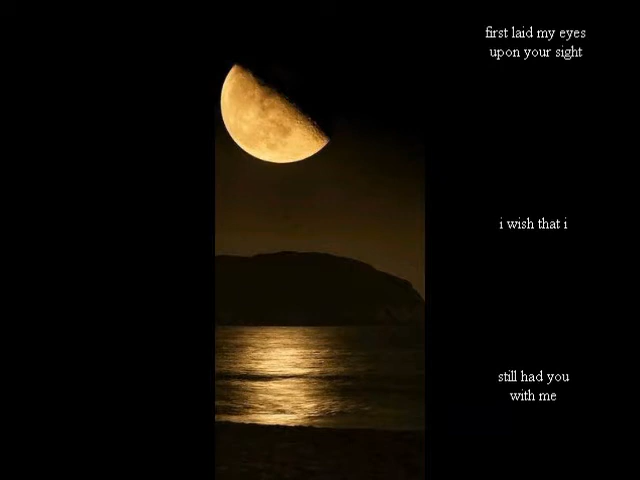 first laid my eyes
upon your sight
i wish that i
still had you
with me